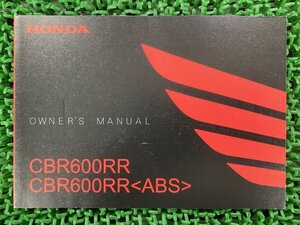 HONDA
OWNER'S MANUAL
CBR600RR
CBR600RR<ABS>